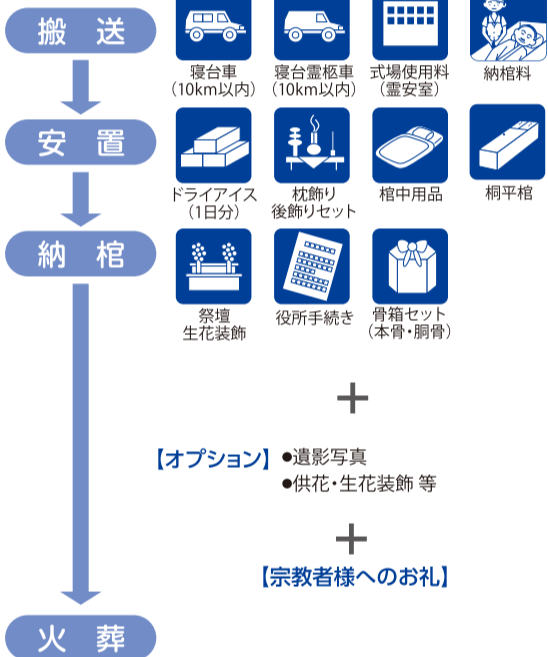 搬 送
寝台車
(10km以内)
寝台霊柩車
(10km以内)
式場使用料
(霊安室)
納棺料
安 置
ドライアイス
(1日分)
枕飾り
後飾りセット
棺中用品
桐平棺
納 棺
祭壇
生花装飾
役所手続き
骨箱セット
(本骨・胴骨)
+
【オプション】 ●遺影写真
●供花・生花装飾 等
+
【宗教者様へのお礼】
火 葬